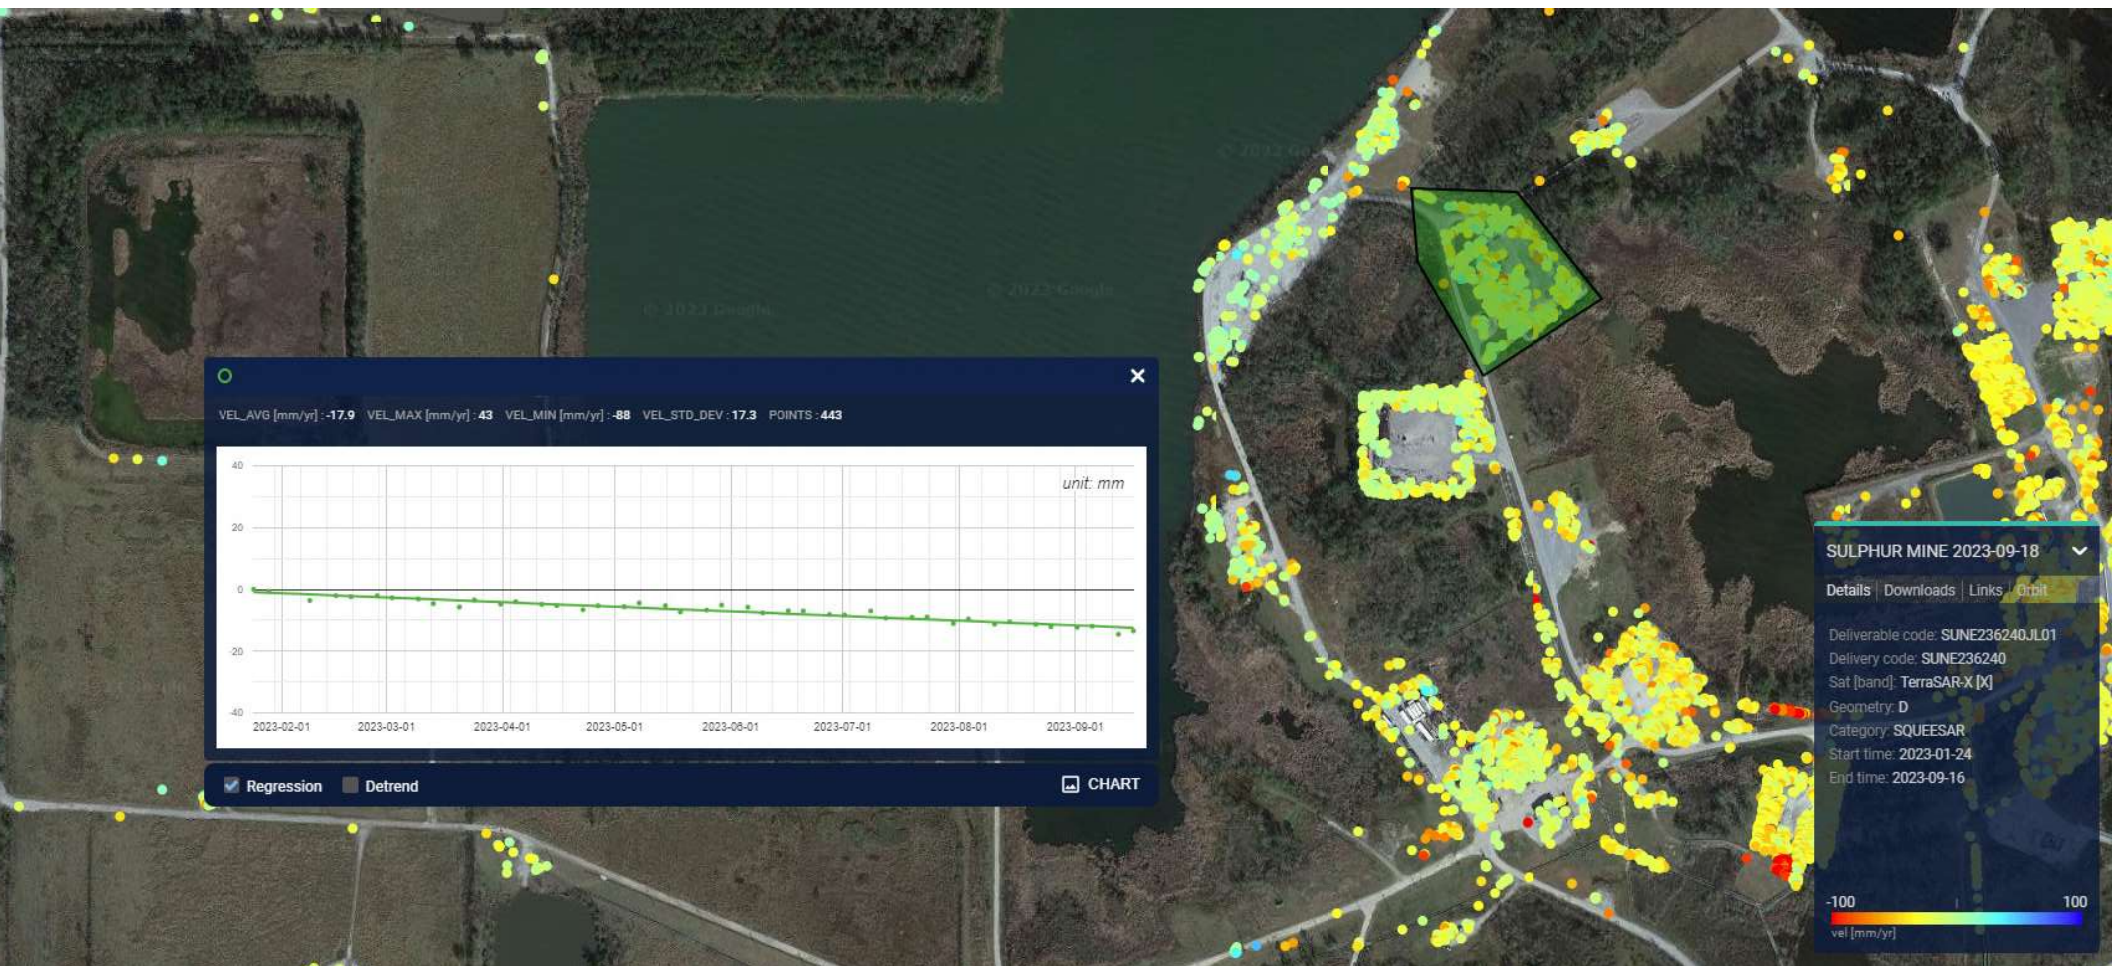 © 2023 Google
© 2023 Google
VEL_AVG [mm/yr] : -17.9 VEL_MAX [mm/yr] : 43 VEL_MIN [mm/yr] : -88 VEL_STD_DEV : 17.3 POINTS : 443
unit: mm
40
20
0
-20
-40
2023-02-01 2023-03-01 2023-04-01 2023-05-01 2023-06-01 2023-07-01 2023-08-01 2023-09-01
Regression Detrend CHART
SULPHUR MINE 2023-09-18
Details Downloads Links Orbit
Deliverable code: SUNE236240JL01
Delivery code: SUNE236240
Sat [band]: TerraSAR-X [X]
Geometry: D
Category: SQUEESAR
Start time: 2023-01-24
End time: 2023-09-16
-100 100
vel [mm/yr]